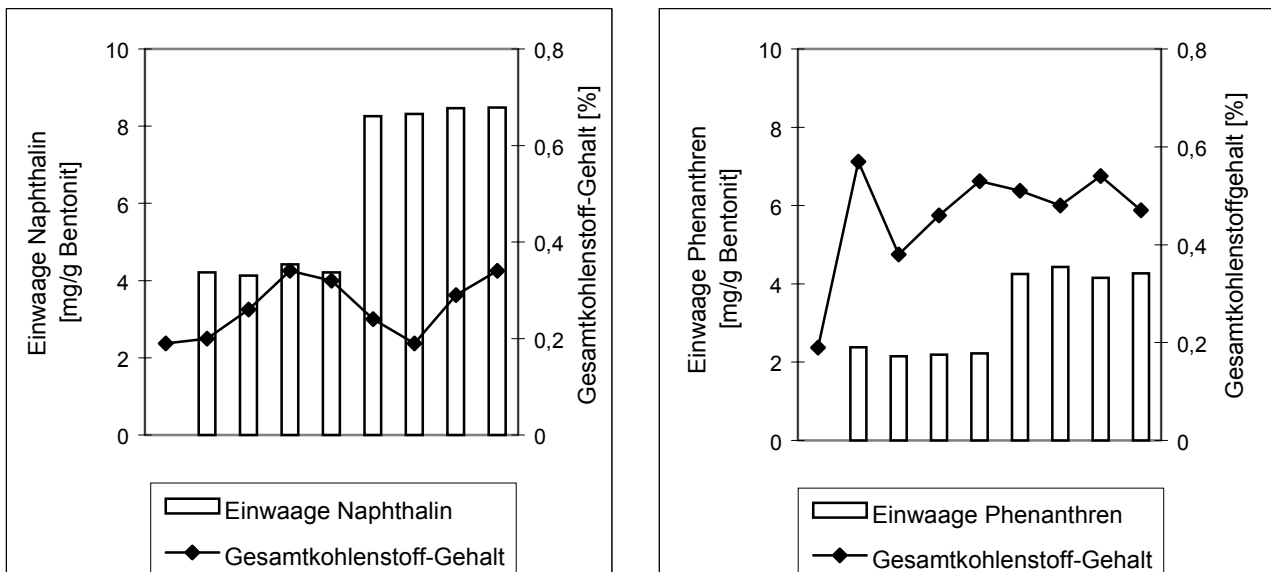 Einwaage Naphthalin
[mg/g Bentonit]
10
8
6
4
2
0
0,8
0,6
0,4
0,2
0
Gesamtkohlenstoff-Gehalt [%]
Einwaage Naphthalin
Gesamtkohlenstoff-Gehalt
Einwaage Phenanthren
[mg/g Bentonit]
10
8
6
4
2
0
0,8
0,6
0,4
0,2
0
Gesamtkohlenstoffgehalt [%]
Einwaage Phenanthren
Gesamtkohlenstoff-Gehalt